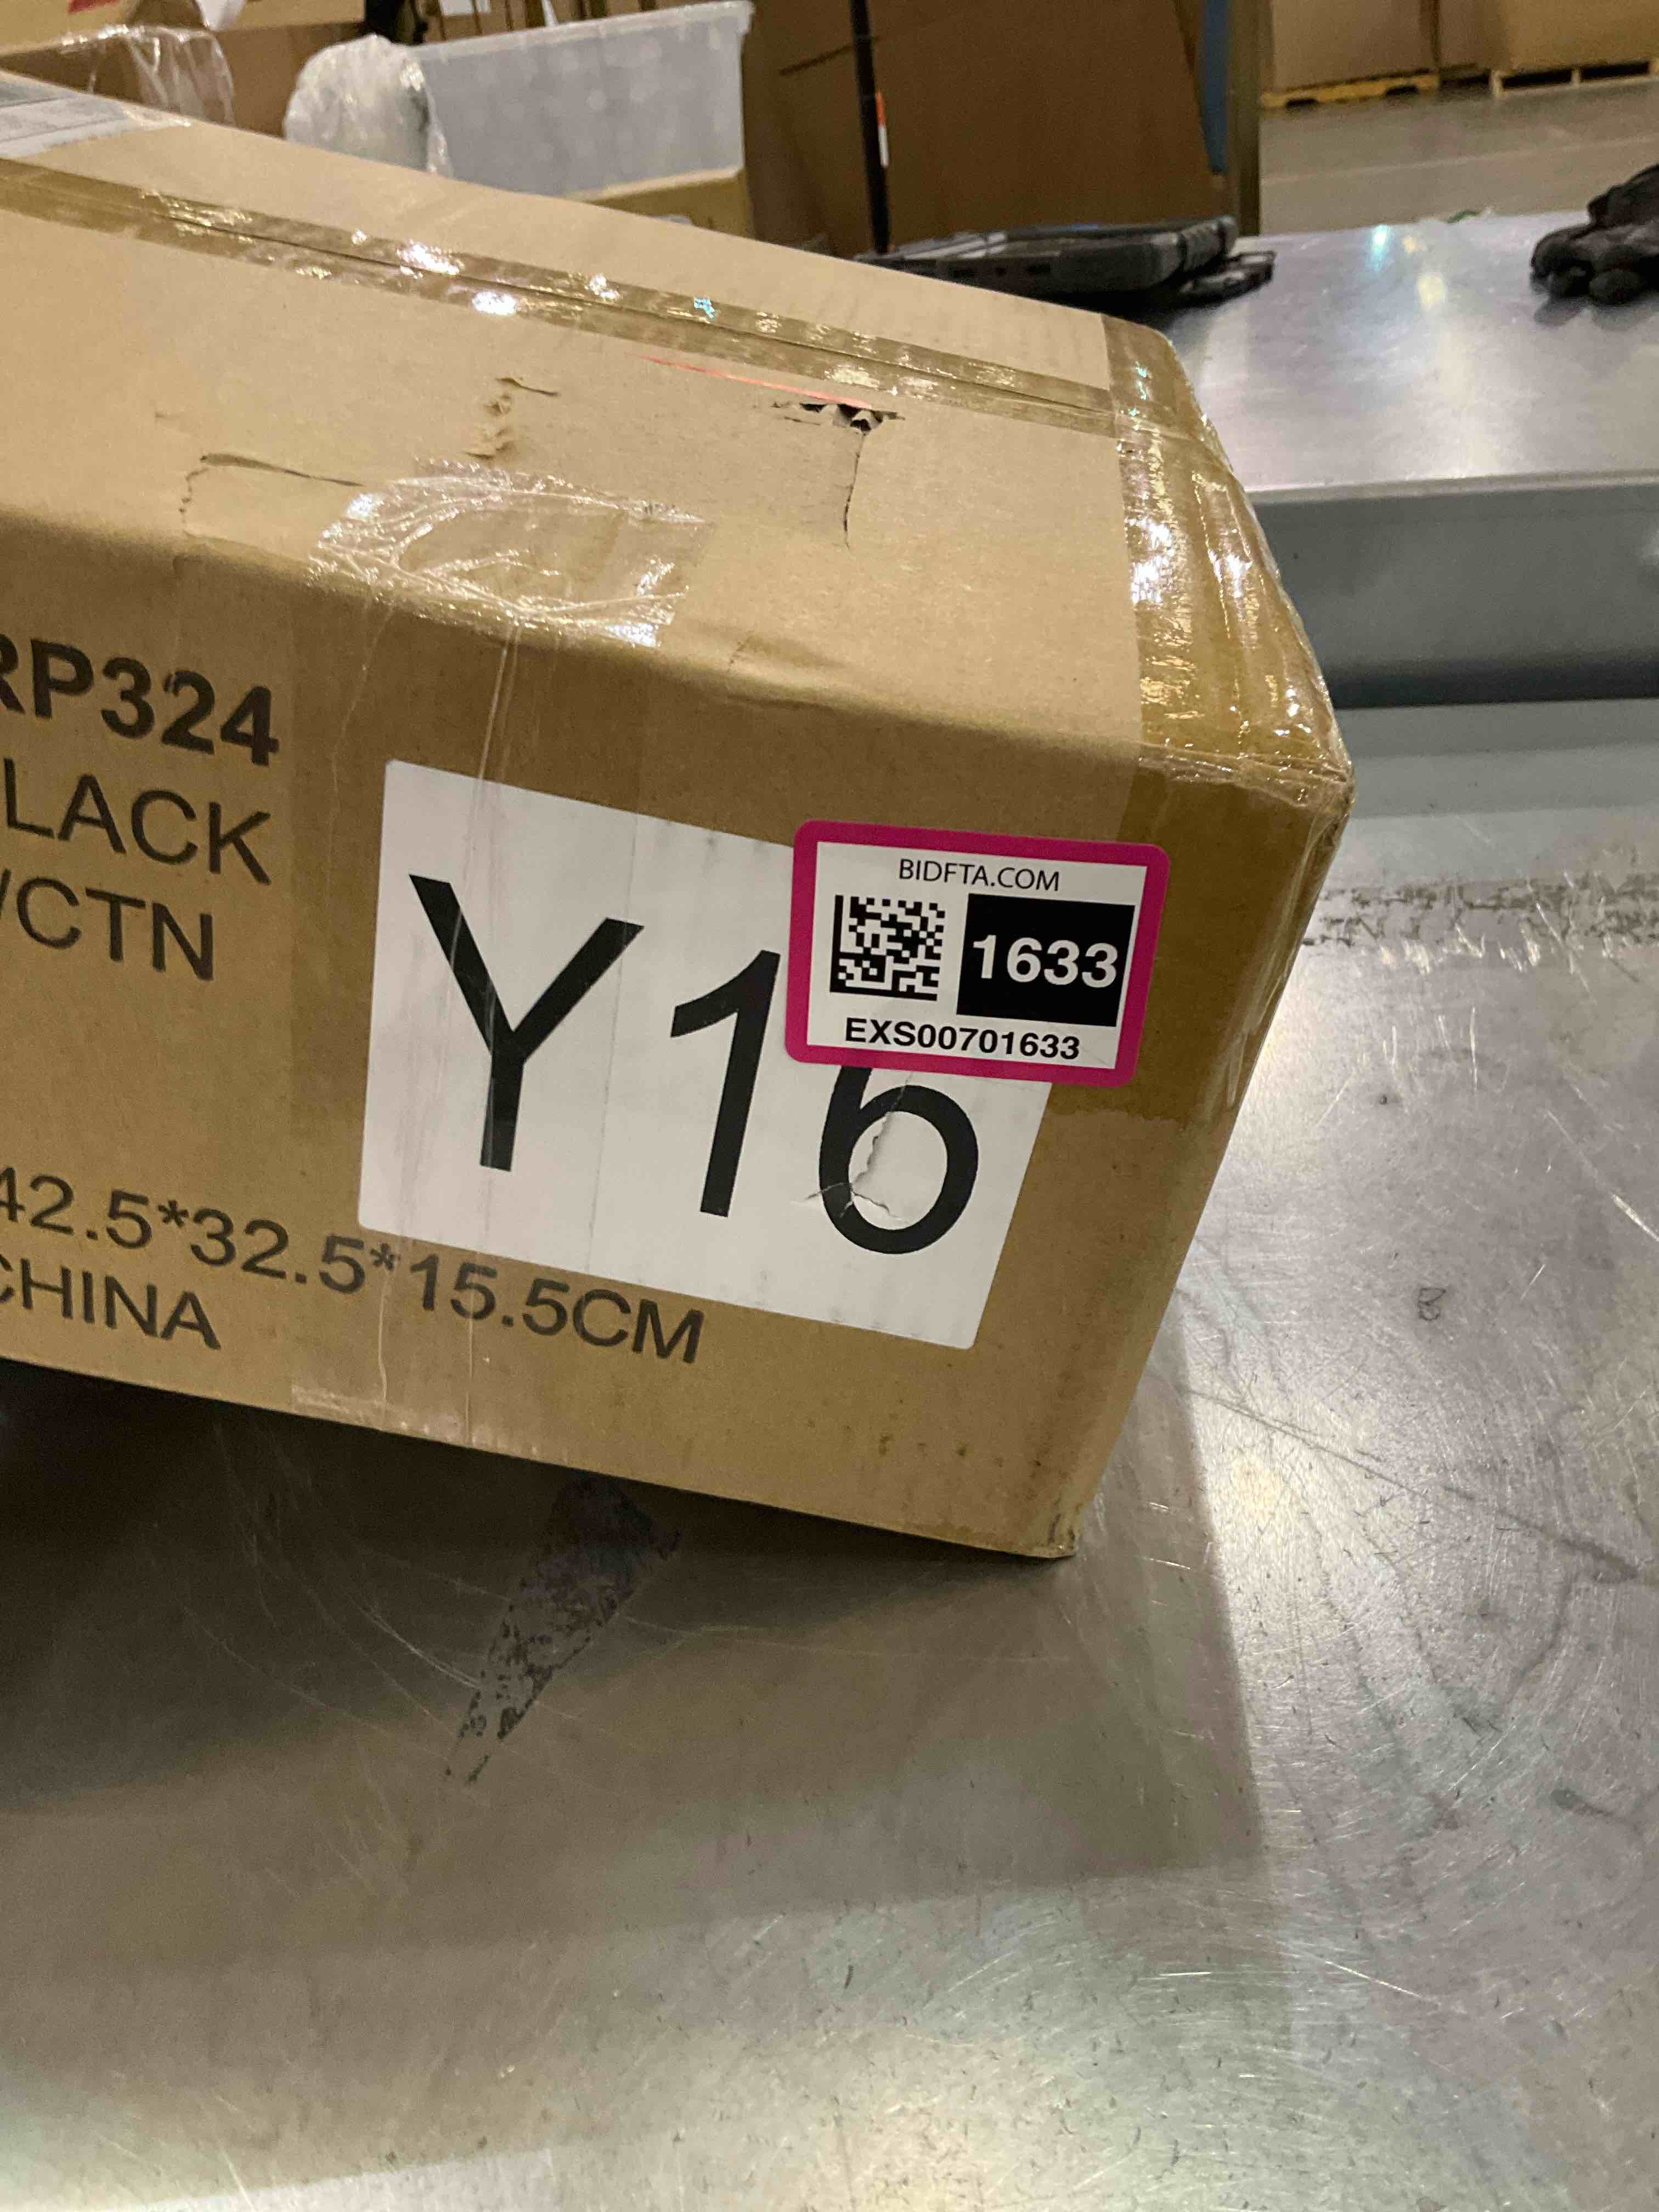 RP324
LACK
/CTN
Y16
BIDFTA.COM
1633
EXS00701633
42.5*32.5*15.5CM
CHINA